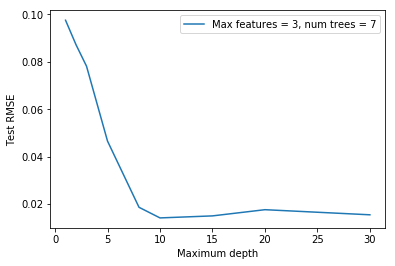 0.10
Max features = 3, num trees = 7
0.08
0.06
0.04
0.02
Test RMSE
0 5 10 15 20 25 30
Maximum depth